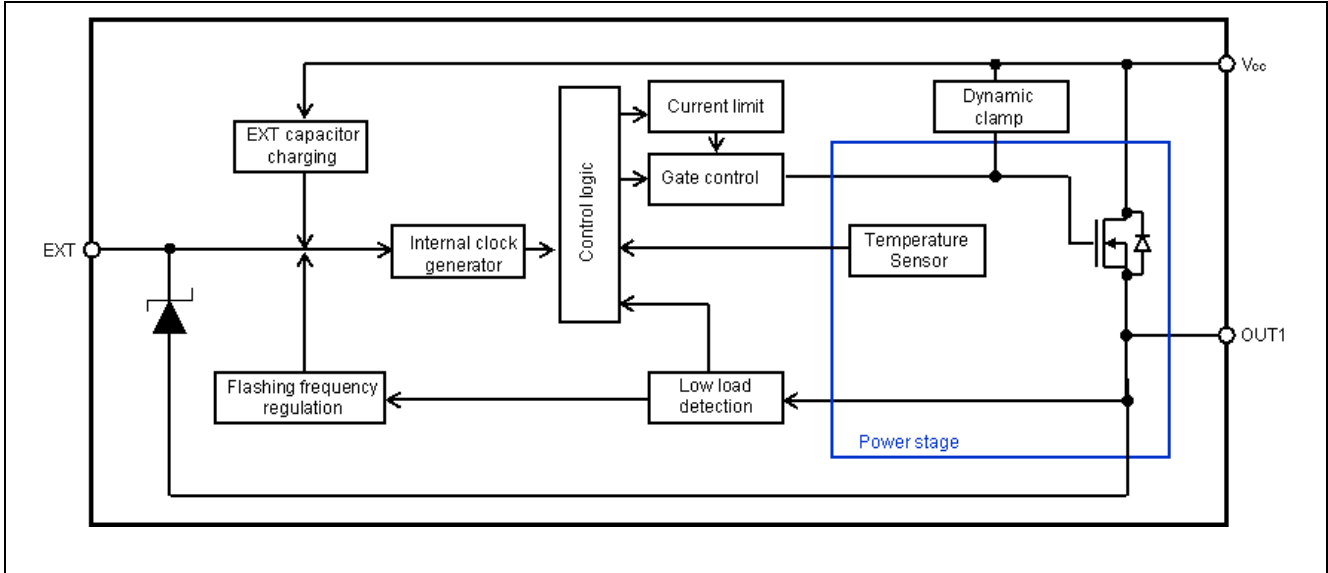 Vcc
Dynamic
clamp
Current limit
EXT capacitor
charging
Control logic
Gate control
EXT
Internal clock
generator
Temperature
Sensor
OUT1
Flashing frequency
regulation
Low load
detection
Power stage